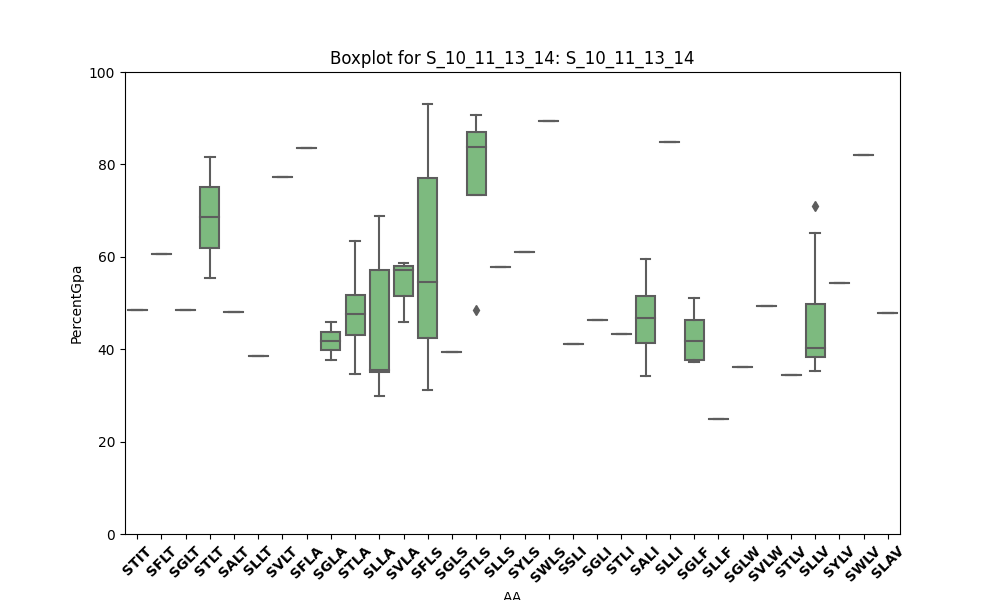 Boxplot for S_10_11_13_14: S_10_11_13_14
100
80
60
40
20
0
PercentGpa
STIT SFLT SGLT STLT SALT SLLT SVLT SFLA SGLA STLA SLLA SVLA SFLS SGLS STLS SLLS SYLS SWLS SSLI SGLI STLI SALI SLLI SGLF SLLF SGLW SVLW STLV SLLV SYLV SWLV SLAV
AA